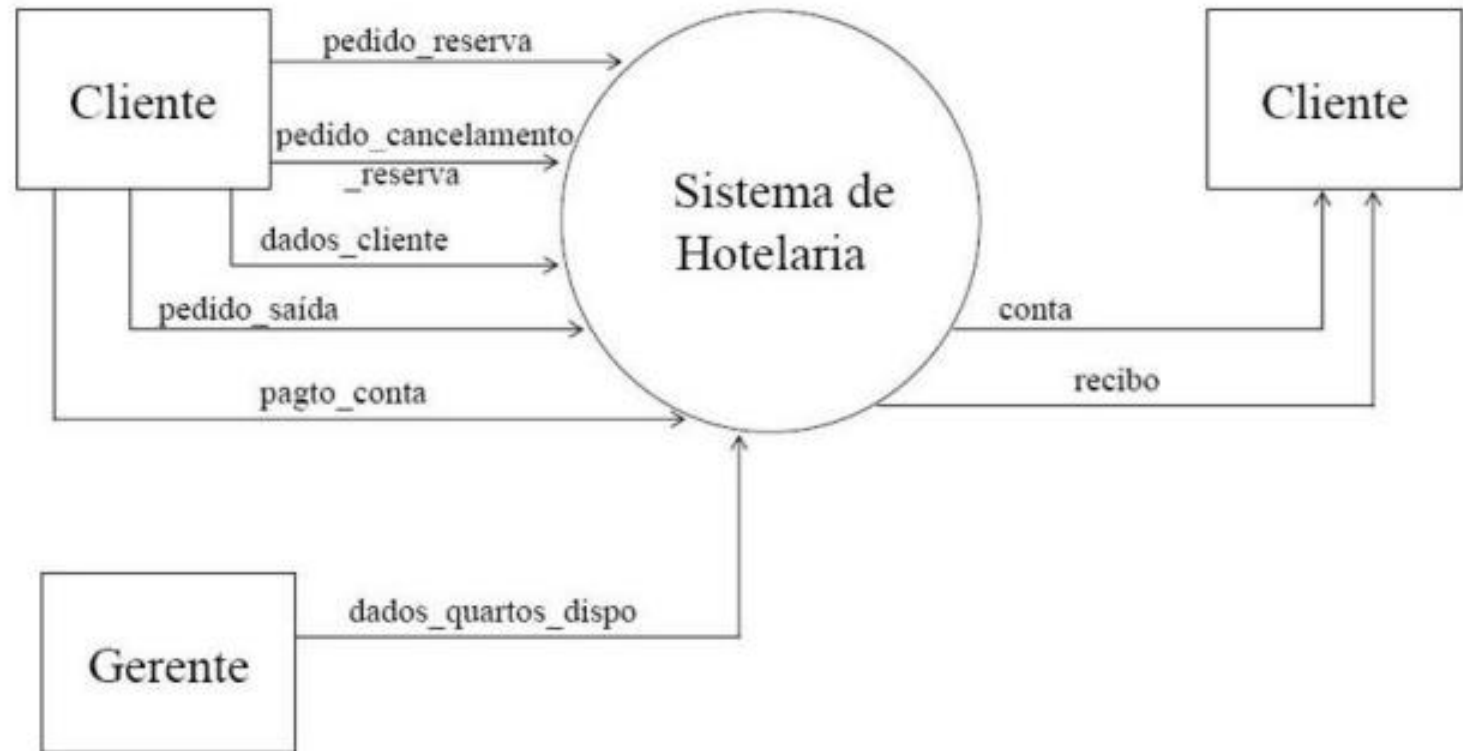 pedido_reserva
Cliente
Cliente
pedido_cancelamento
_reserva
Sistema de
Hotelaria
dados_cliente
pedido_saída
conta
pagto_conta
recibo
dados_quartos_dispo
Gerente